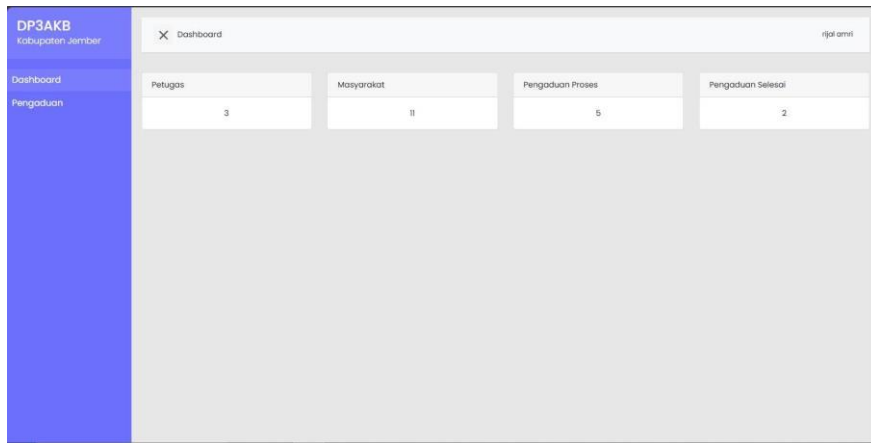 DP3AKB
Kabupaten Jember
Dashboard
Pengaduan
Dashboard
rijal amri
Petugas
3
Masyarakat
11
Pengaduan Proses
5
Pengaduan Selesai
2